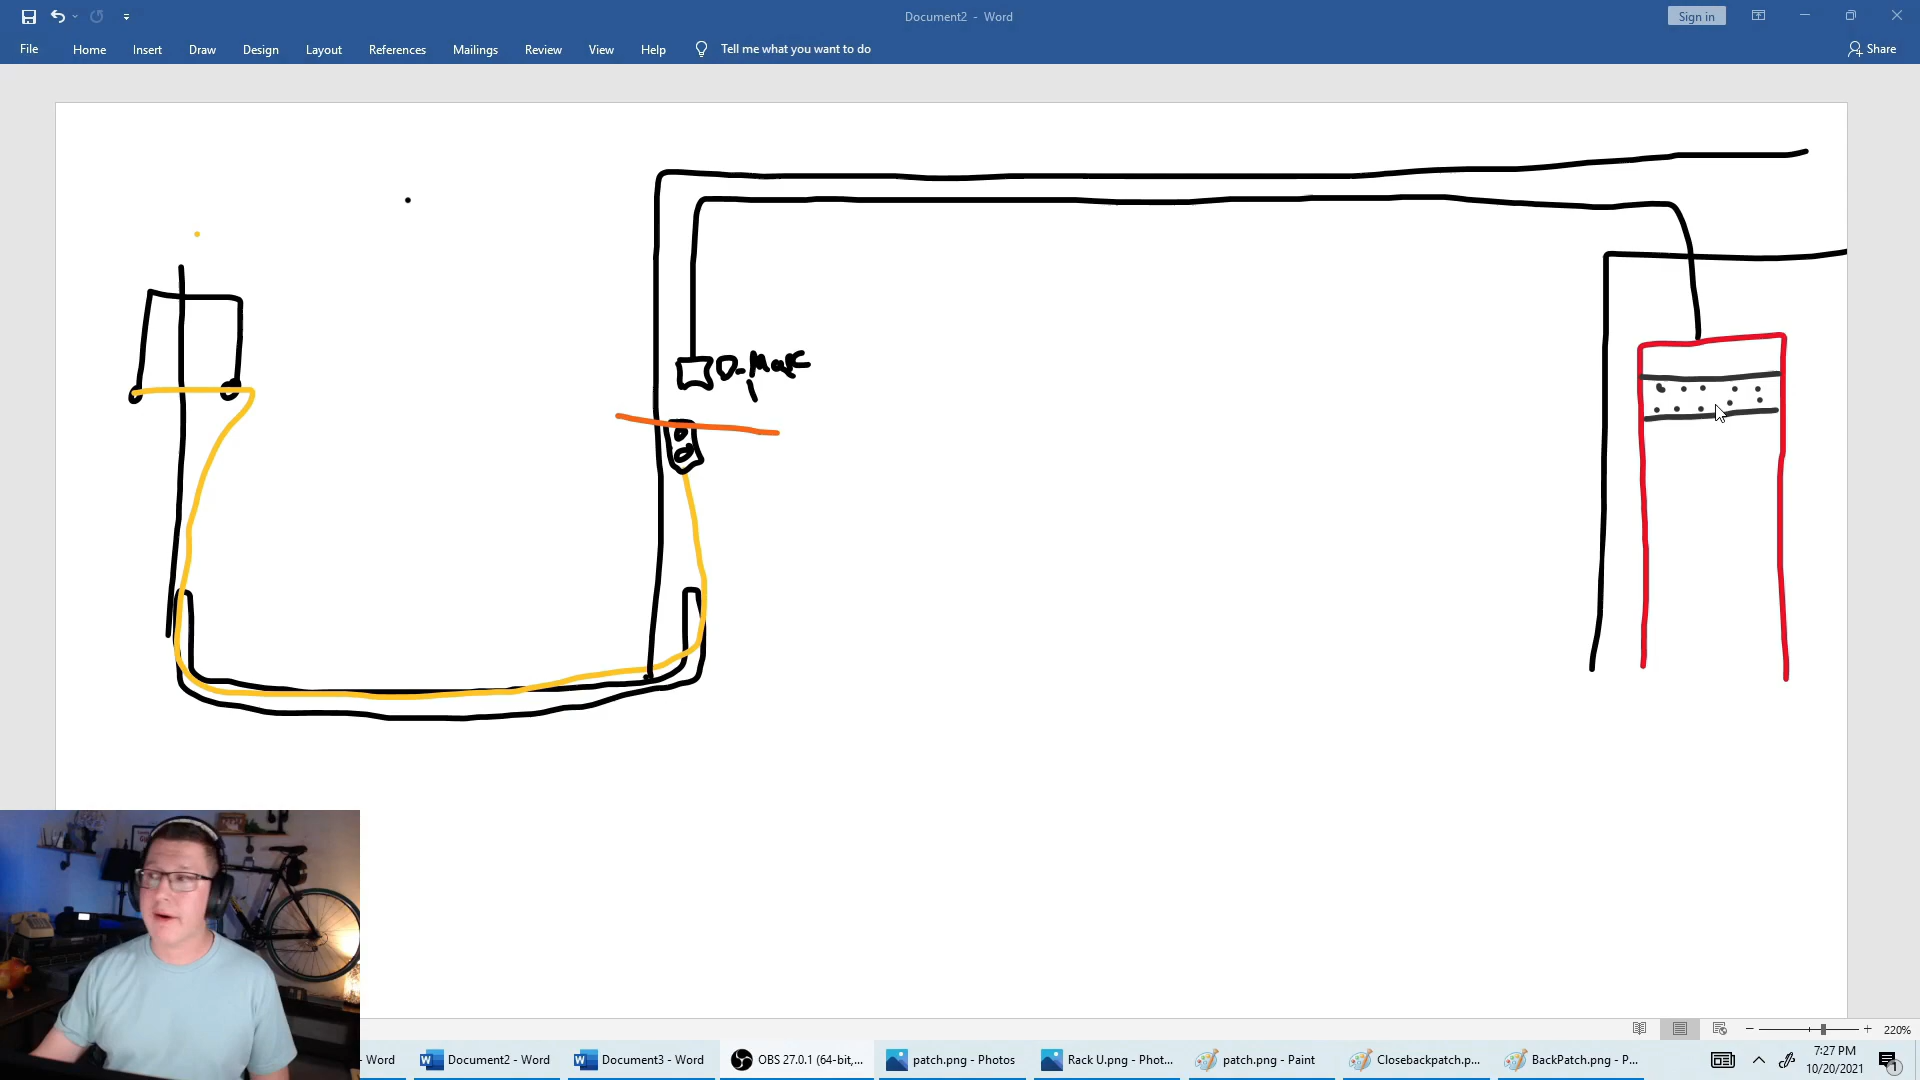 Document2 - Word
Sign in
File Home Insert Draw Design Layout References Mailings Review View Help Tell me what you want to do
Share
D-Marc
220%
- Word
Document2 - Word
Document3 - Word
OBS 27.0.1 (64-bit,...
patch.png - Photos
Rack U.png - Phot...
patch.png - Paint
Closebackpatch.p...
BackPatch.png - P...
7:27 PM
10/20/2021
1